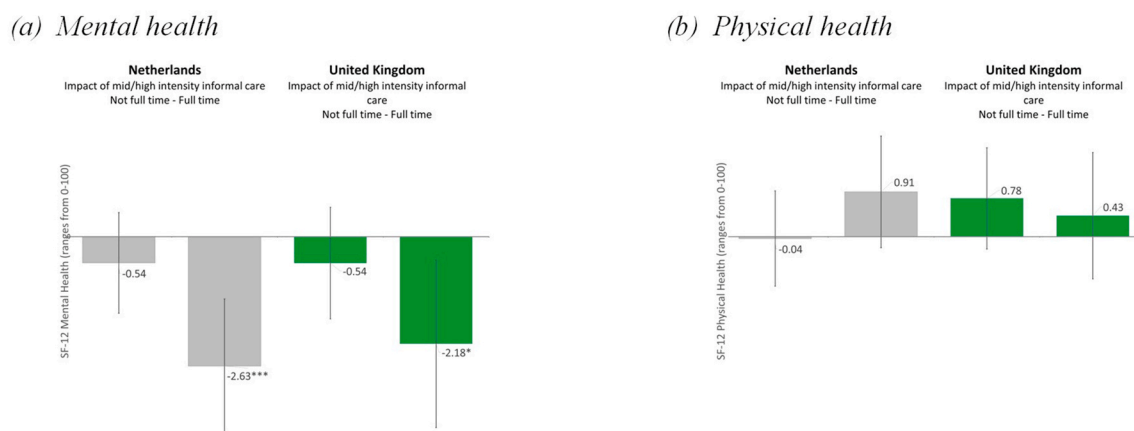 (a) Mental health
Netherlands
Impact of mid/high intensity informal care
Not full time - Full time
United Kingdom
Impact of mid/high intensity informal
care
Not full time - Full time
SF-12 Mental Health (ranges from 0-100)
-0.54
-2.63***
-0.54
-2.18*
(b) Physical health
Netherlands
Impact of mid/high intensity informal care
Not full time - Full time
United Kingdom
Impact of mid/high intensity informal
care
Not full time - Full time
SF-12 Physical Health (ranges from 0-100)
-0.04
0.91
0.78
0.43